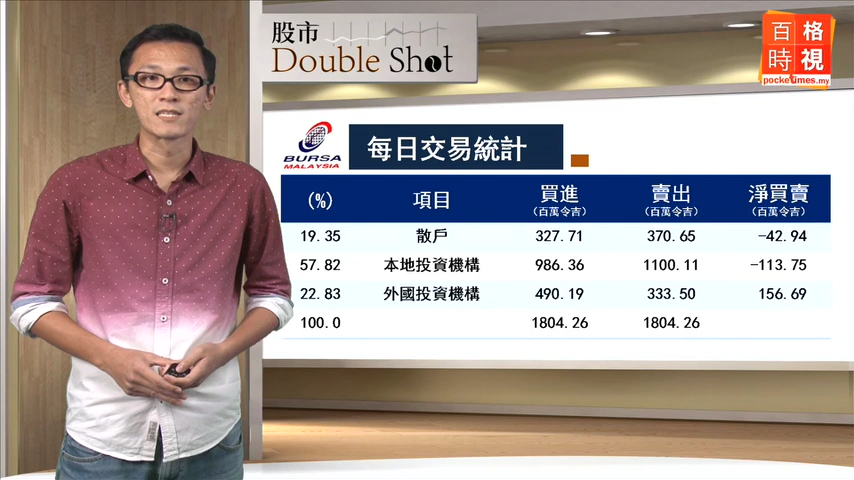 股市
Double Shot
百格
時視
pocketimes.my
BURSA
MALAYSIA
每日交易統計
(%) 項目 買進 賣出 淨買賣
(百萬令吉) (百萬令吉) (百萬令吉)
19.35 散戶 327.71 370.65 -42.94
57.82 本地投資機構 986.36 1100.11 -113.75
22.83 外國投資機構 490.19 333.50 156.69
100.0 1804.26 1804.26